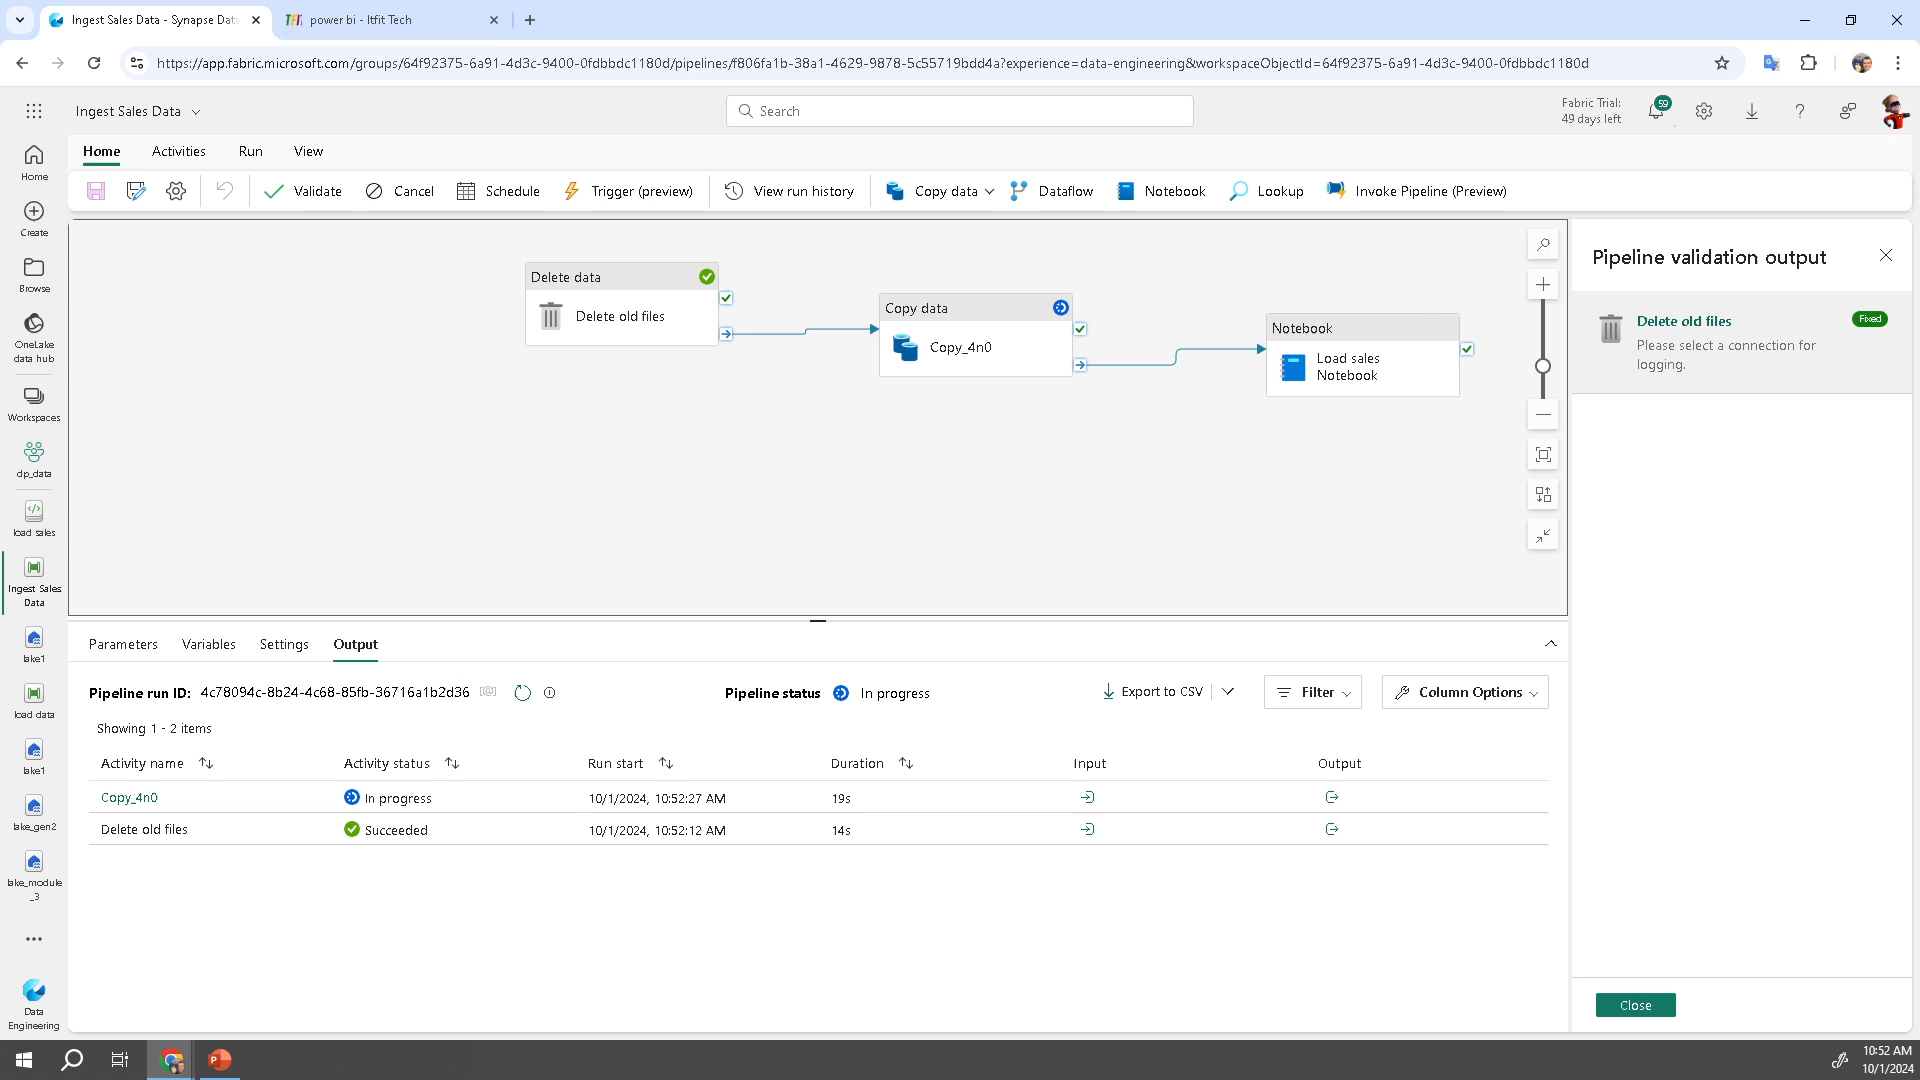 Ingest Sales Data - Synapse Data
power bi - Itfit Tech
https://app.fabric.microsoft.com/groups/64f92375-6a91-4d3c-9400-0fdbbdc1180d/pipelines/f806fa1b-38a1-4629-9878-5c55719bdd4a?experience=data-engineering&workspaceObjectId=64f92375-6a91-4d3c-9400-0fdbbdc1180d
Ingest Sales Data
Search
Fabric Trial:
49 days left
59
Home
Activities
Run
View
Validate
Cancel
Schedule
Trigger (preview)
View run history
Copy data
Dataflow
Notebook
Lookup
Invoke Pipeline (Preview)
Home
Create
Browse
OneLake
data hub
Workspaces
dp_data
load sales
Ingest Sales
Data
lake1
load data
lake1
lake_gen2
lake_module
_3
Data
Engineering
Delete data
Delete old files
Copy data
Copy_4n0
Notebook
Load sales
Notebook
Pipeline validation output
Delete old files
Fixed
Please select a connection for
logging.
Close
Parameters
Variables
Settings
Output
Pipeline run ID: 4c78094c-8b24-4c68-85fb-36716a1b2d36
Pipeline status In progress
Export to CSV
Filter
Column Options
Showing 1 - 2 items
Activity name Activity status Run start Duration Input Output
Copy_4n0 In progress 10/1/2024, 10:52:27 AM 19s
Delete old files Succeeded 10/1/2024, 10:52:12 AM 14s
10:52 AM
10/1/2024